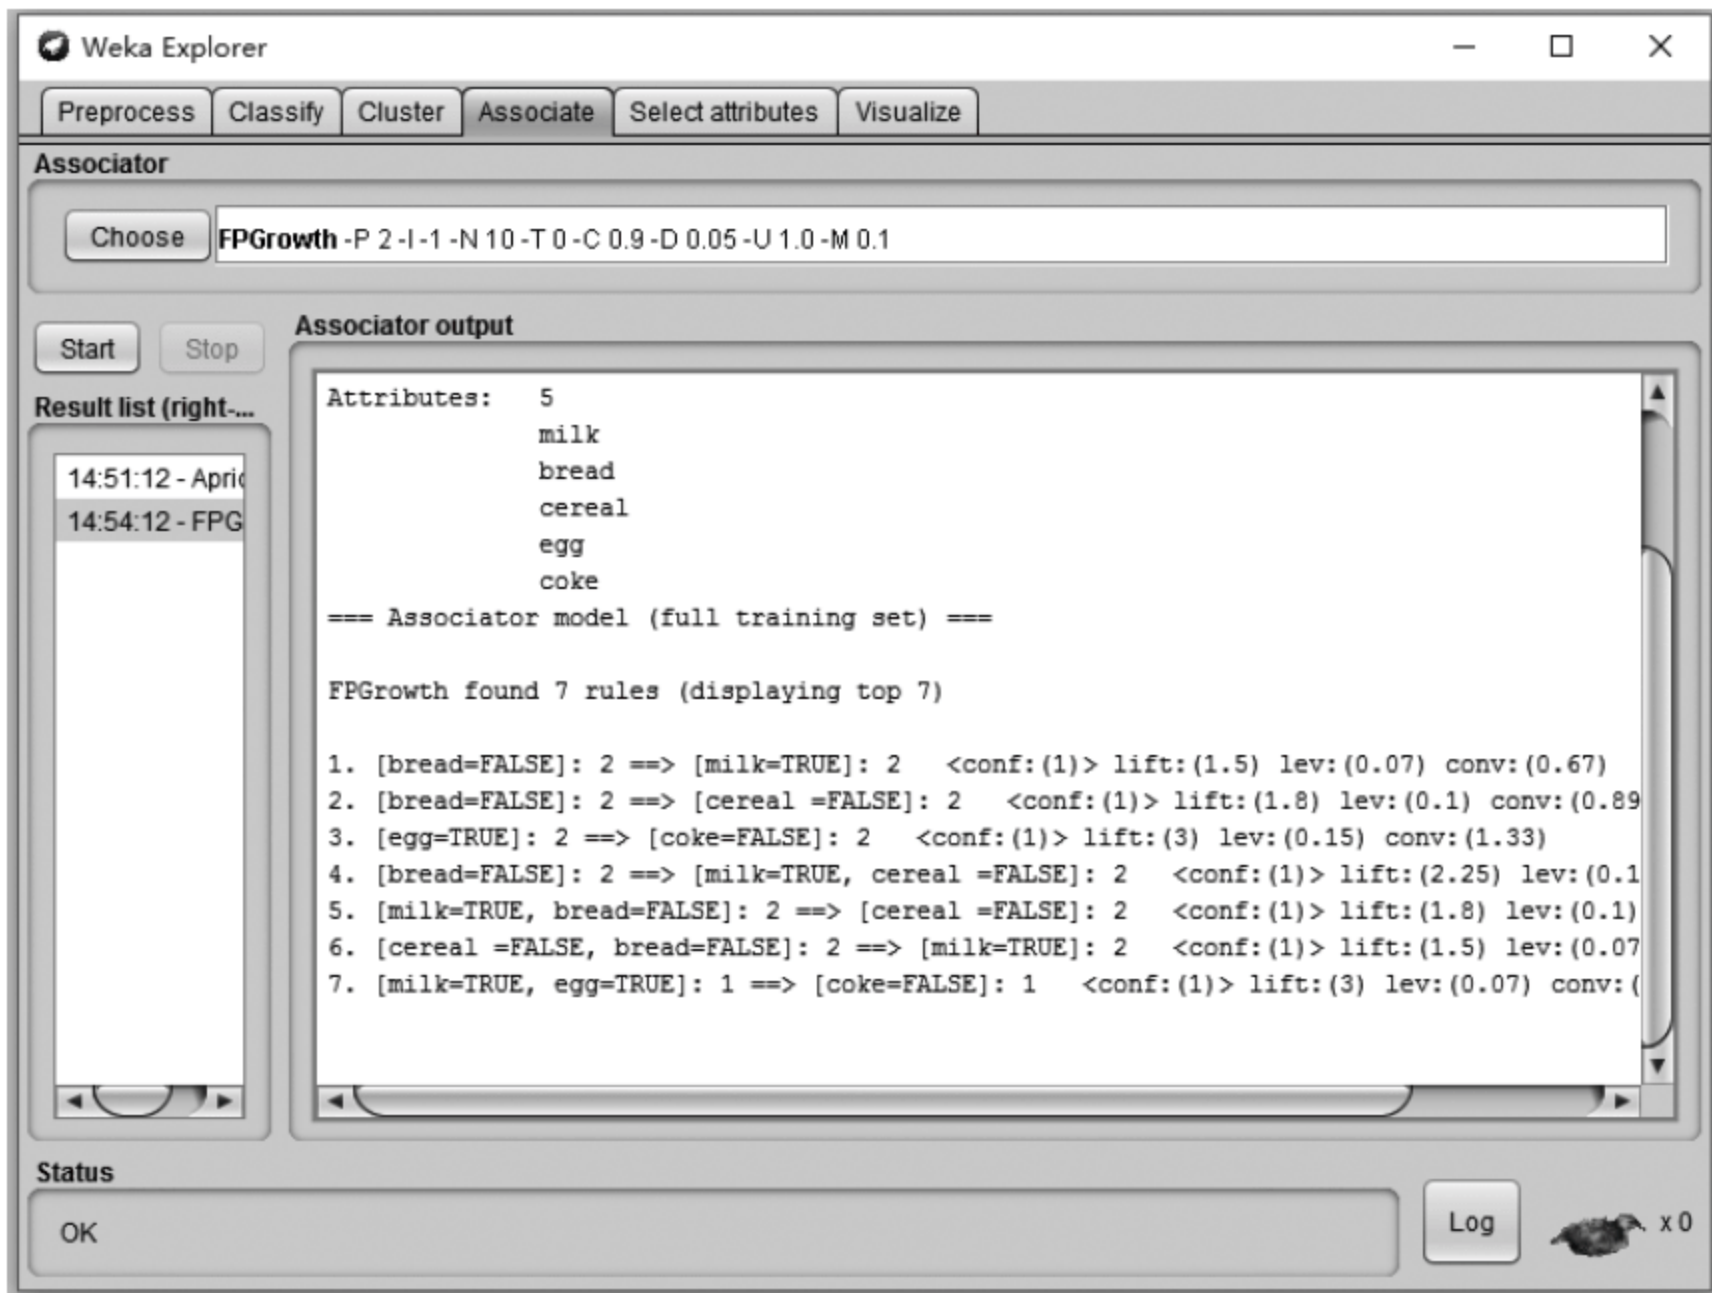 Weka Explorer
Preprocess Classify Cluster Associate Select attributes Visualize
Associator
Choose FPGrowth -P 2 -I -1 -N 10 -T 0 -C 0.9 -D 0.05 -U 1.0 -M 0.1
Start Stop
Result list (right-...
14:51:12 - Apric
14:54:12 - FPG
Associator output
Attributes: 5
milk
bread
cereal
egg
coke
=== Associator model (full training set) ===
FPGrowth found 7 rules (displaying top 7)
1. [bread=FALSE]: 2 ==> [milk=TRUE]: 2 <conf:(1)> lift:(1.5) lev:(0.07) conv:(0.67)
2. [bread=FALSE]: 2 ==> [cereal =FALSE]: 2 <conf:(1)> lift:(1.8) lev:(0.1) conv:(0.89
3. [egg=TRUE]: 2 ==> [coke=FALSE]: 2 <conf:(1)> lift:(3) lev:(0.15) conv:(1.33)
4. [bread=FALSE]: 2 ==> [milk=TRUE, cereal =FALSE]: 2 <conf:(1)> lift:(2.25) lev:(0.1
5. [milk=TRUE, bread=FALSE]: 2 ==> [cereal =FALSE]: 2 <conf:(1)> lift:(1.8) lev:(0.1)
6. [cereal =FALSE, bread=FALSE]: 2 ==> [milk=TRUE]: 2 <conf:(1)> lift:(1.5) lev:(0.07
7. [milk=TRUE, egg=TRUE]: 1 ==> [coke=FALSE]: 1 <conf:(1)> lift:(3) lev:(0.07) conv:(
Status
OK
Log x 0